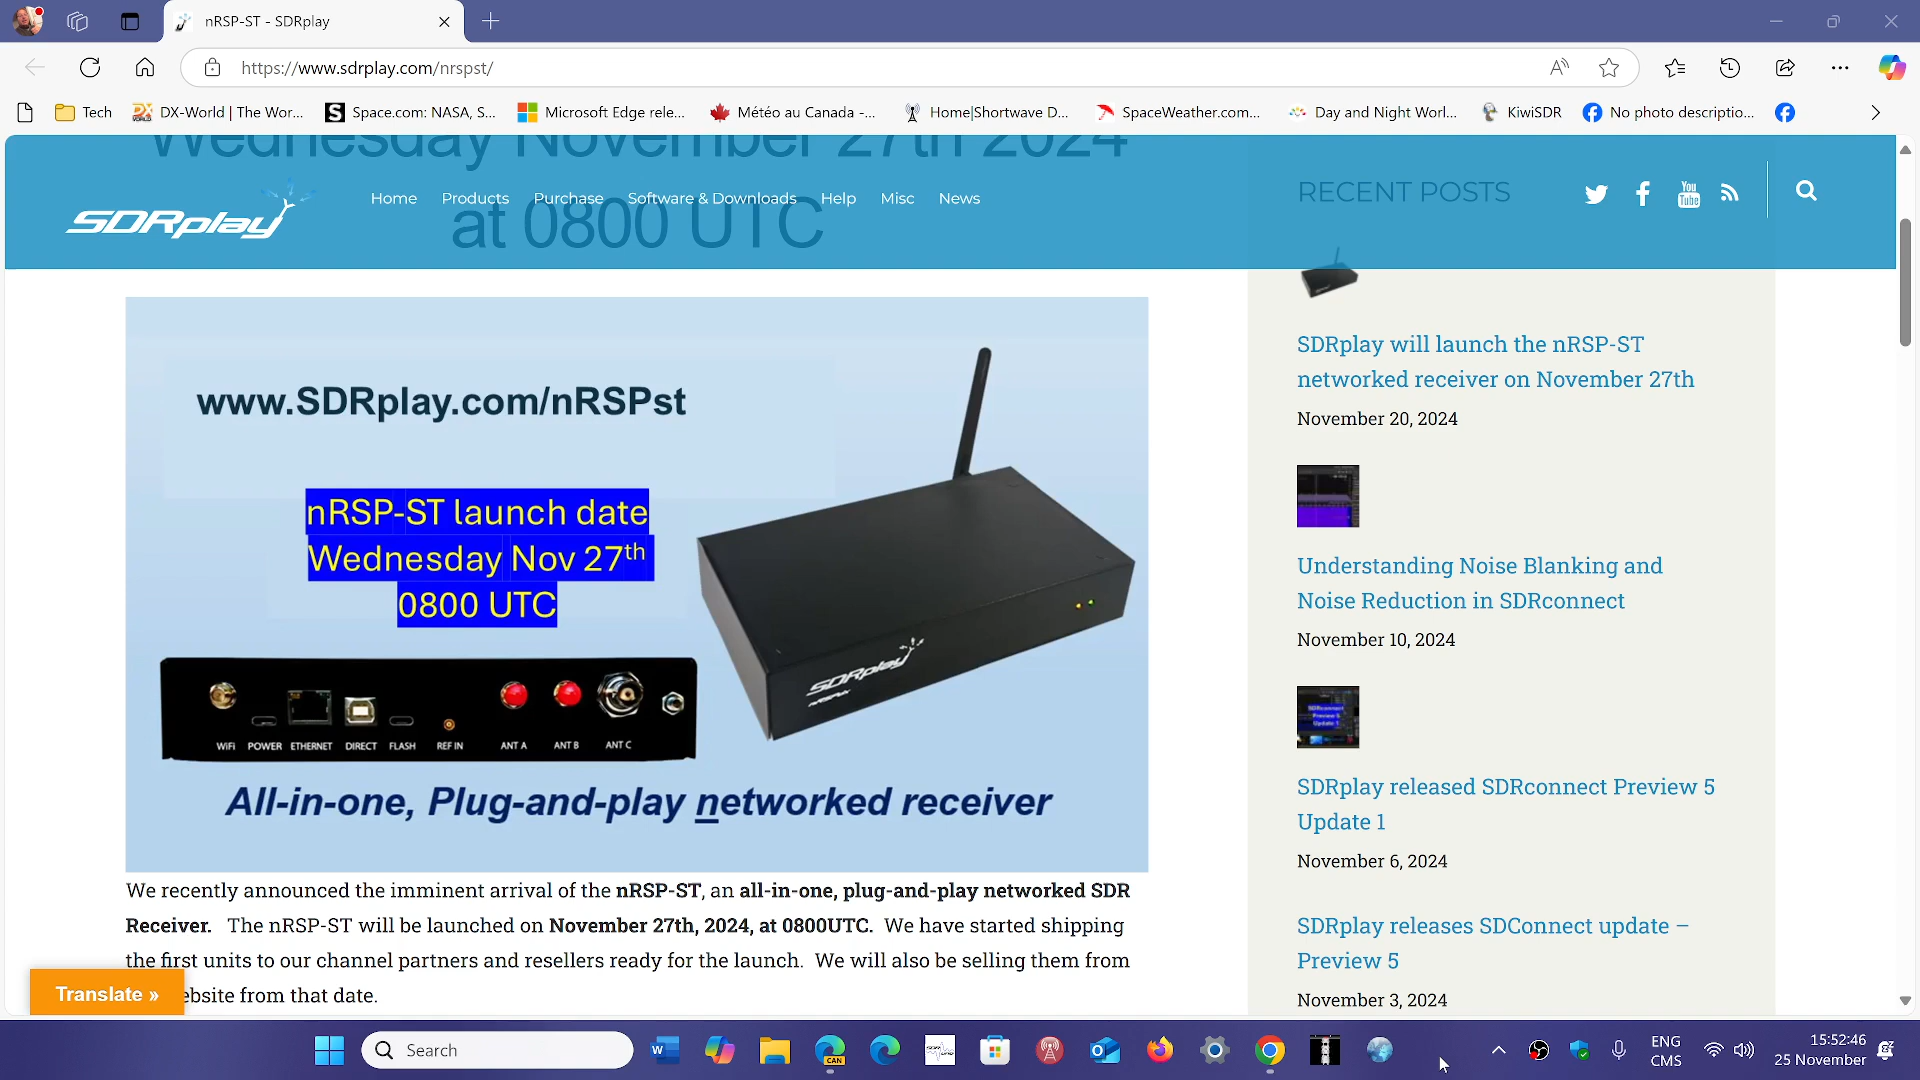 nRSP-ST - SDRplay
https://www.sdrplay.com/nrspst/
Tech
DX-World | The Wor...
Space.com: NASA, S...
Microsoft Edge rele...
Météo au Canada -...
Home|Shortwave D...
SpaceWeather.com...
Day and Night Worl...
KiwiSDR
No photo descriptio...
Wednesday November 27th 2024
at 0800 UTC
SDRplay
Home
Products
Purchase
Software & Downloads
Help
Misc
News
RECENT POSTS
You
Tube
www.SDRplay.com/nRSPst
nRSP-ST launch date
Wednesday Nov 27th
0800 UTC
SDRplay
WiFi POWER ETHERNET DIRECT FLASH REF IN ANT A ANT B ANT C
All-in-one, Plug-and-play networked receiver
We recently announced the imminent arrival of the nRSP-ST, an all-in-one, plug-and-play networked SDR
Receiver. The nRSP-ST will be launched on November 27th, 2024, at 0800UTC. We have started shipping
the first units to our channel partners and resellers ready for the launch. We will also be selling them from
ebsite from that date.
Translate »
SDRplay will launch the nRSP-ST
networked receiver on November 27th
November 20, 2024
Understanding Noise Blanking and
Noise Reduction in SDRconnect
November 10, 2024
SDRconnect
Preview 5
Update 1
SDRplay released SDRconnect Preview 5
Update 1
November 6, 2024
SDRplay releases SDConnect update –
Preview 5
November 3, 2024
Search
CAN
ENG
CMS
15:52:46
25 November